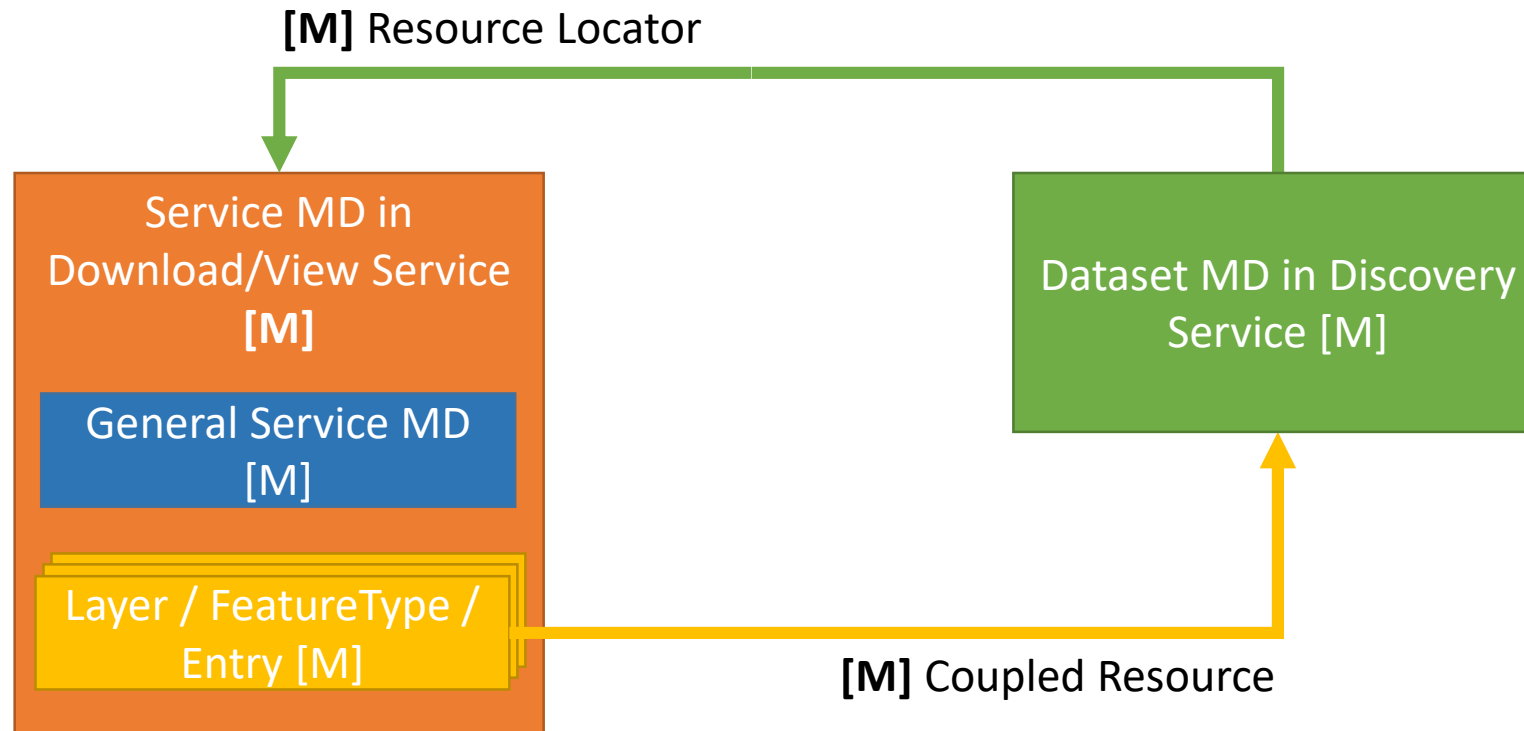 [M] Resource Locator
Service MD in
Download/View Service
[M]
General Service MD
[M]
Layer / FeatureType /
Entry [M]
Dataset MD in Discovery
Service [M]
[M] Coupled Resource